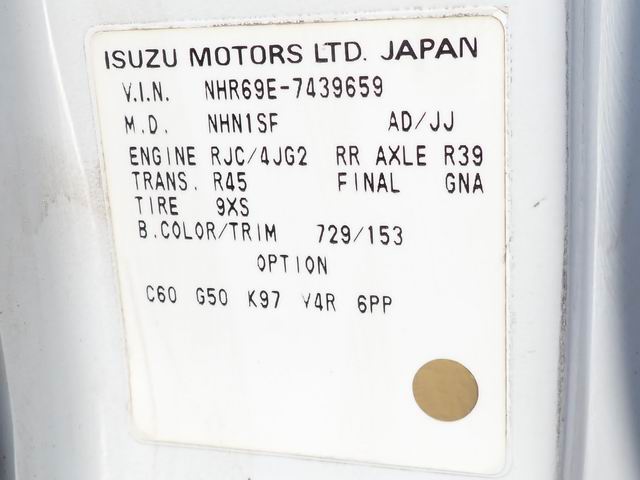 ISUZU MOTORS LTD. JAPAN
V.I.N. NHR69E-7439659
M.D. NHN1SF AD/JJ
ENGINE RJC/4JG2 RR AXLE R39
TRANS. R45 FINAL GNA
TIRE 9XS
B.COLOR/TRIM 729/153
OPTION
C60 G50 K97 V4R 6PP